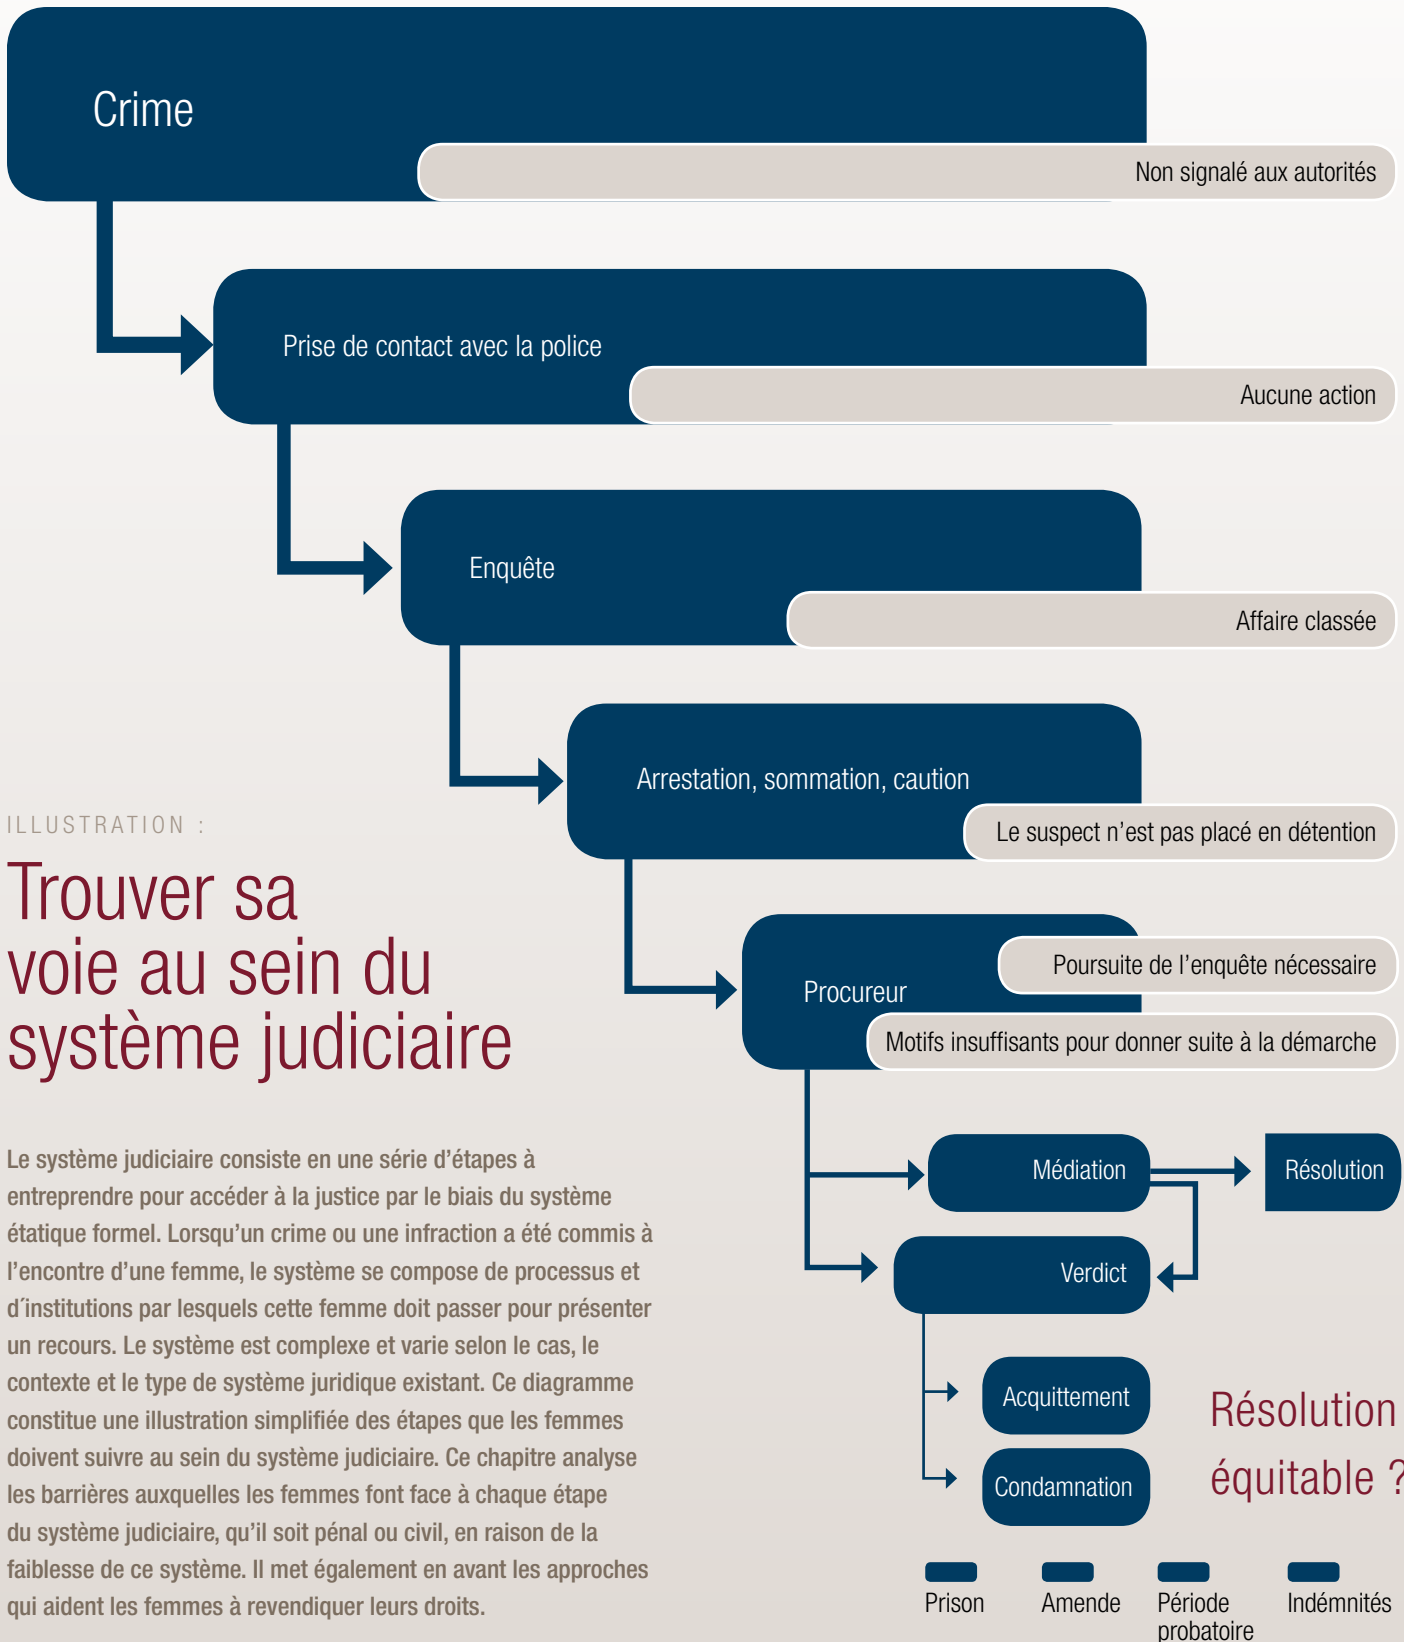 Crime
Non signalé aux autorités
Prise de contact avec la police
Aucune action
Enquête
Affaire classée
Arrestation, sommation, caution
Le suspect n’est pas placé en détention
Procureur
Poursuite de l’enquête nécessaire
Motifs insuffisants pour donner suite à la démarche
Médiation
Résolution
Verdict
Acquittement
Condamnation
Résolution
équitable ?
Prison
Amende
Période
probatoire
Indémnités
ILLUSTRATION :
Trouver sa
voie au sein du
système judiciaire
Le système judiciaire consiste en une série d’étapes à
entreprendre pour accéder à la justice par le biais du système
étatique formel. Lorsqu’un crime ou une infraction a été commis à
l’encontre d’une femme, le système se compose de processus et
d´institutions par lesquels cette femme doit passer pour présenter
un recours. Le système est complexe et varie selon le cas, le
contexte et le type de système juridique existant. Ce diagramme
constitue une illustration simplifiée des étapes que les femmes
doivent suivre au sein du système judiciaire. Ce chapitre analyse
les barrières auxquelles les femmes font face à chaque étape
du système judiciaire, qu’il soit pénal ou civil, en raison de la
faiblesse de ce système. Il met également en avant les approches
qui aident les femmes à revendiquer leurs droits.